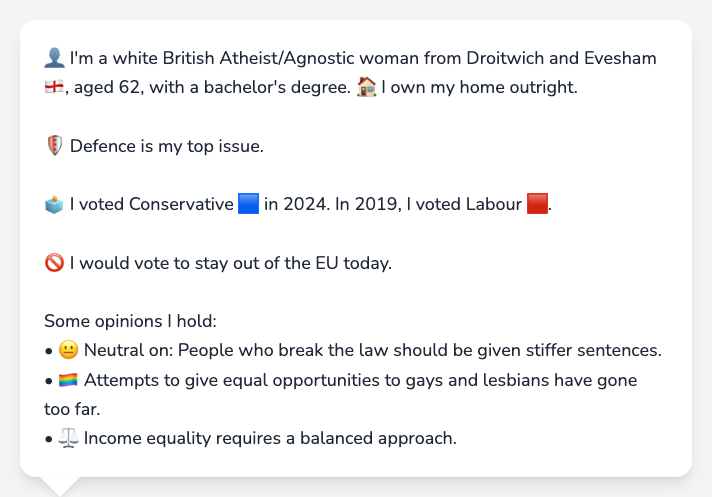 👤 I'm a white British Atheist/Agnostic woman from Droitwich and Evesham
🏴󠁧󠁢󠁥󠁮󠁧󠁿, aged 62, with a bachelor's degree. 🏠 I own my home outright.
🛡️ Defence is my top issue.
🗳️ I voted Conservative 🟦 in 2024. In 2019, I voted Labour 🟥.
🚫 I would vote to stay out of the EU today.
Some opinions I hold:
• 😐 Neutral on: People who break the law should be given stiffer sentences.
• 🏳️‍🌈 Attempts to give equal opportunities to gays and lesbians have gone
too far.
• ⚖️ Income equality requires a balanced approach.